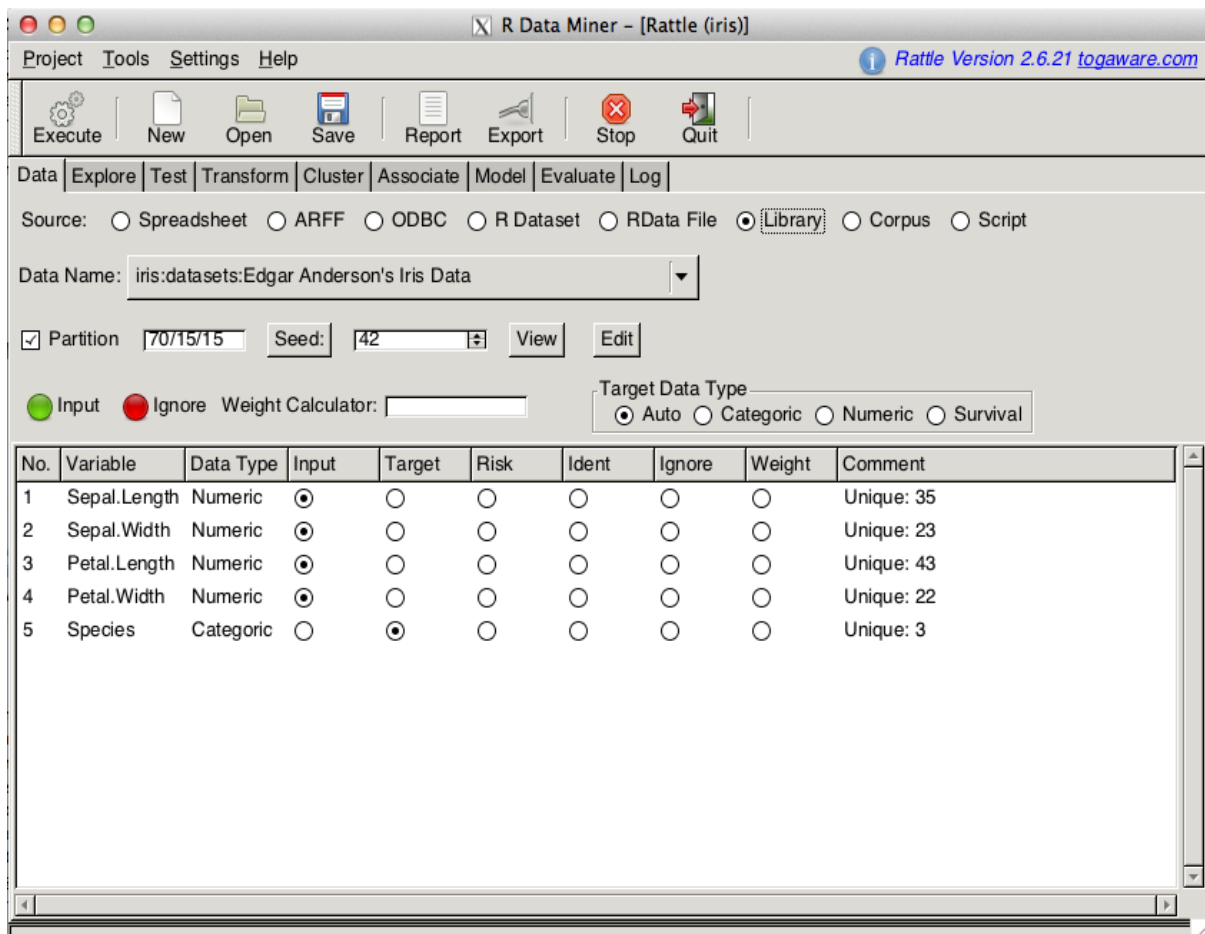 R Data Miner - [Rattle (iris)]
Project Tools Settings Help Rattle Version 2.6.21 togaware.com
Execute New Open Save Report Export Stop Quit
Data Explore Test Transform Cluster Associate Model Evaluate Log
Source: Spreadsheet ARFF ODBC R Dataset RData File Library Corpus Script
Data Name: iris:datasets:Edgar Anderson's Iris Data
Partition 70/15/15 Seed: 42 View Edit
Input Ignore Weight Calculator: Target Data Type
Auto Categoric Numeric Survival
No. Variable Data Type Input Target Risk Ident Ignore Weight Comment
1 Sepal.Length Numeric Unique: 35
2 Sepal.Width Numeric Unique: 23
3 Petal.Length Numeric Unique: 43
4 Petal.Width Numeric Unique: 22
5 Species Categoric Unique: 3